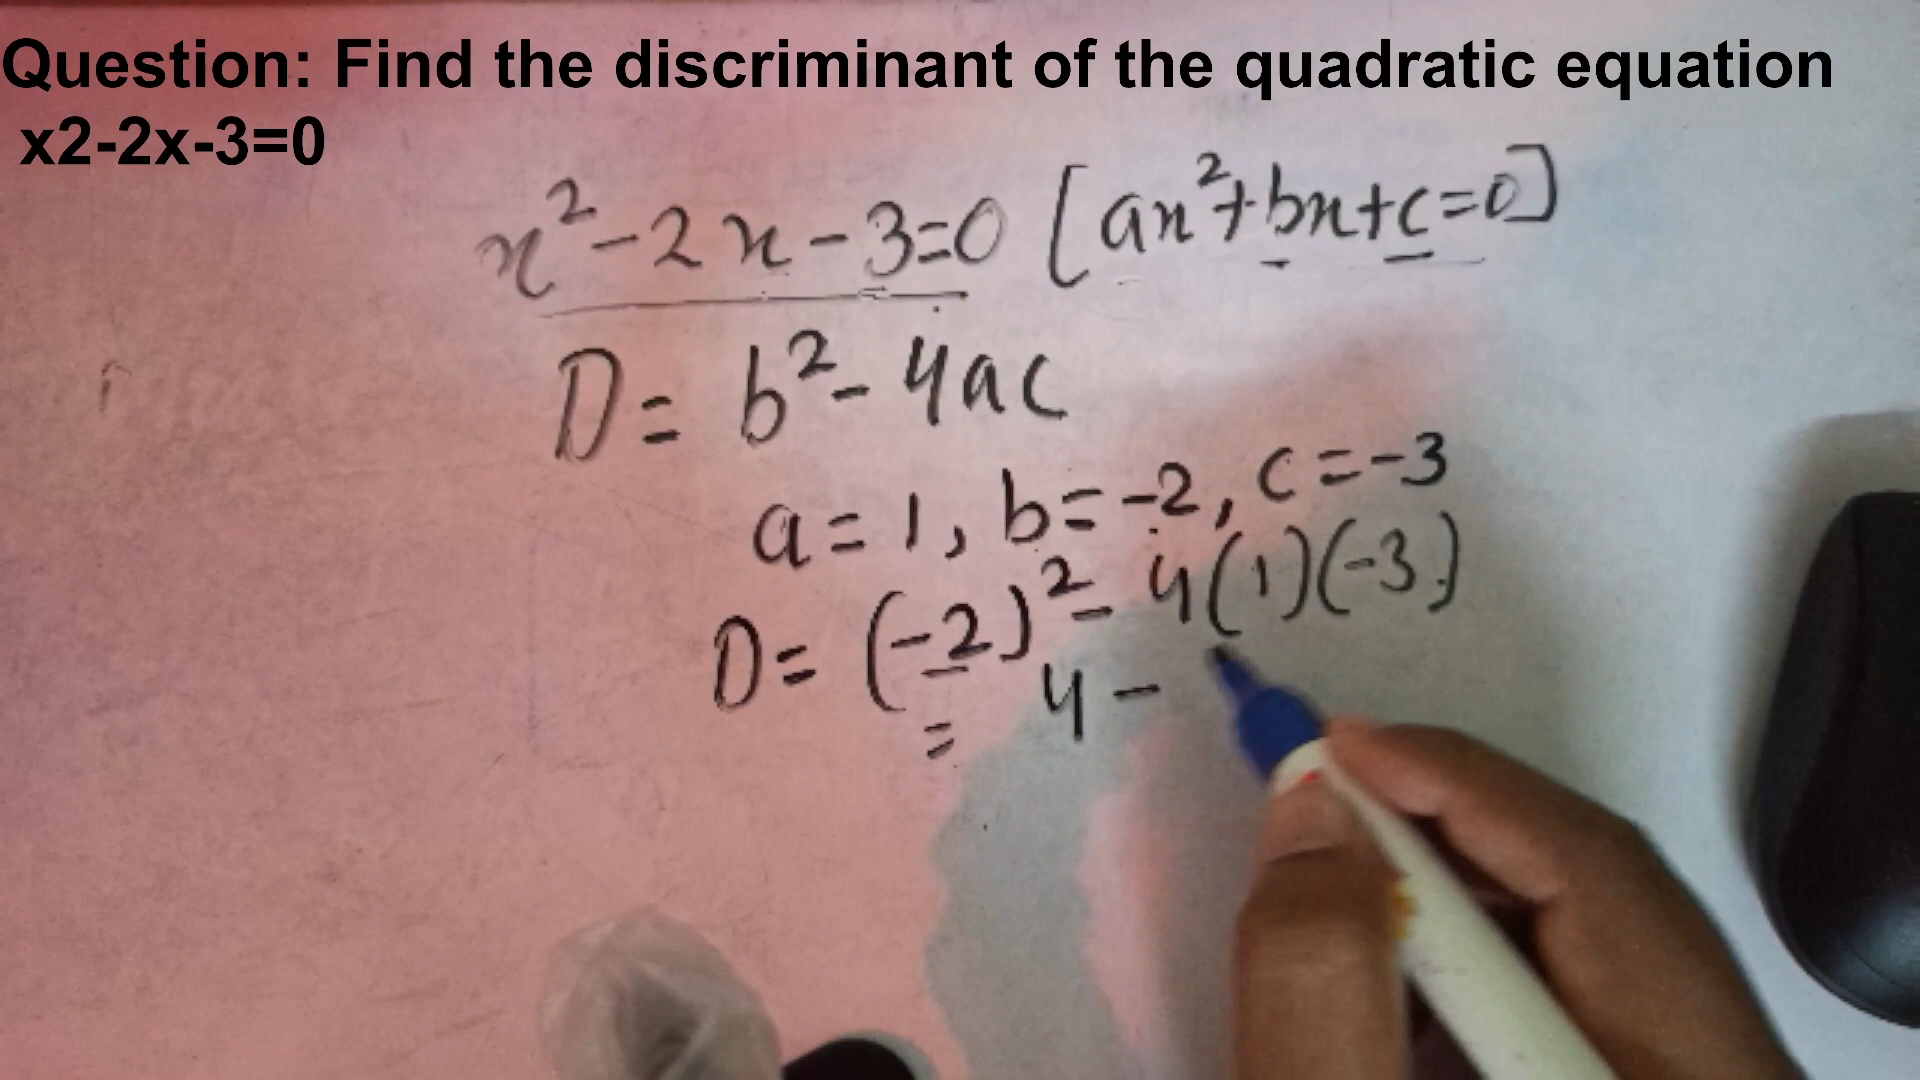 Question: Find the discriminant of the quadratic equation
x2-2x-3=0
x²-2x-3=0 [ax²+bx+c=0]
D= b²-4ac
a=1, b=-2, c=-3
D= (-2)²-4(1)(-3)
= 4-